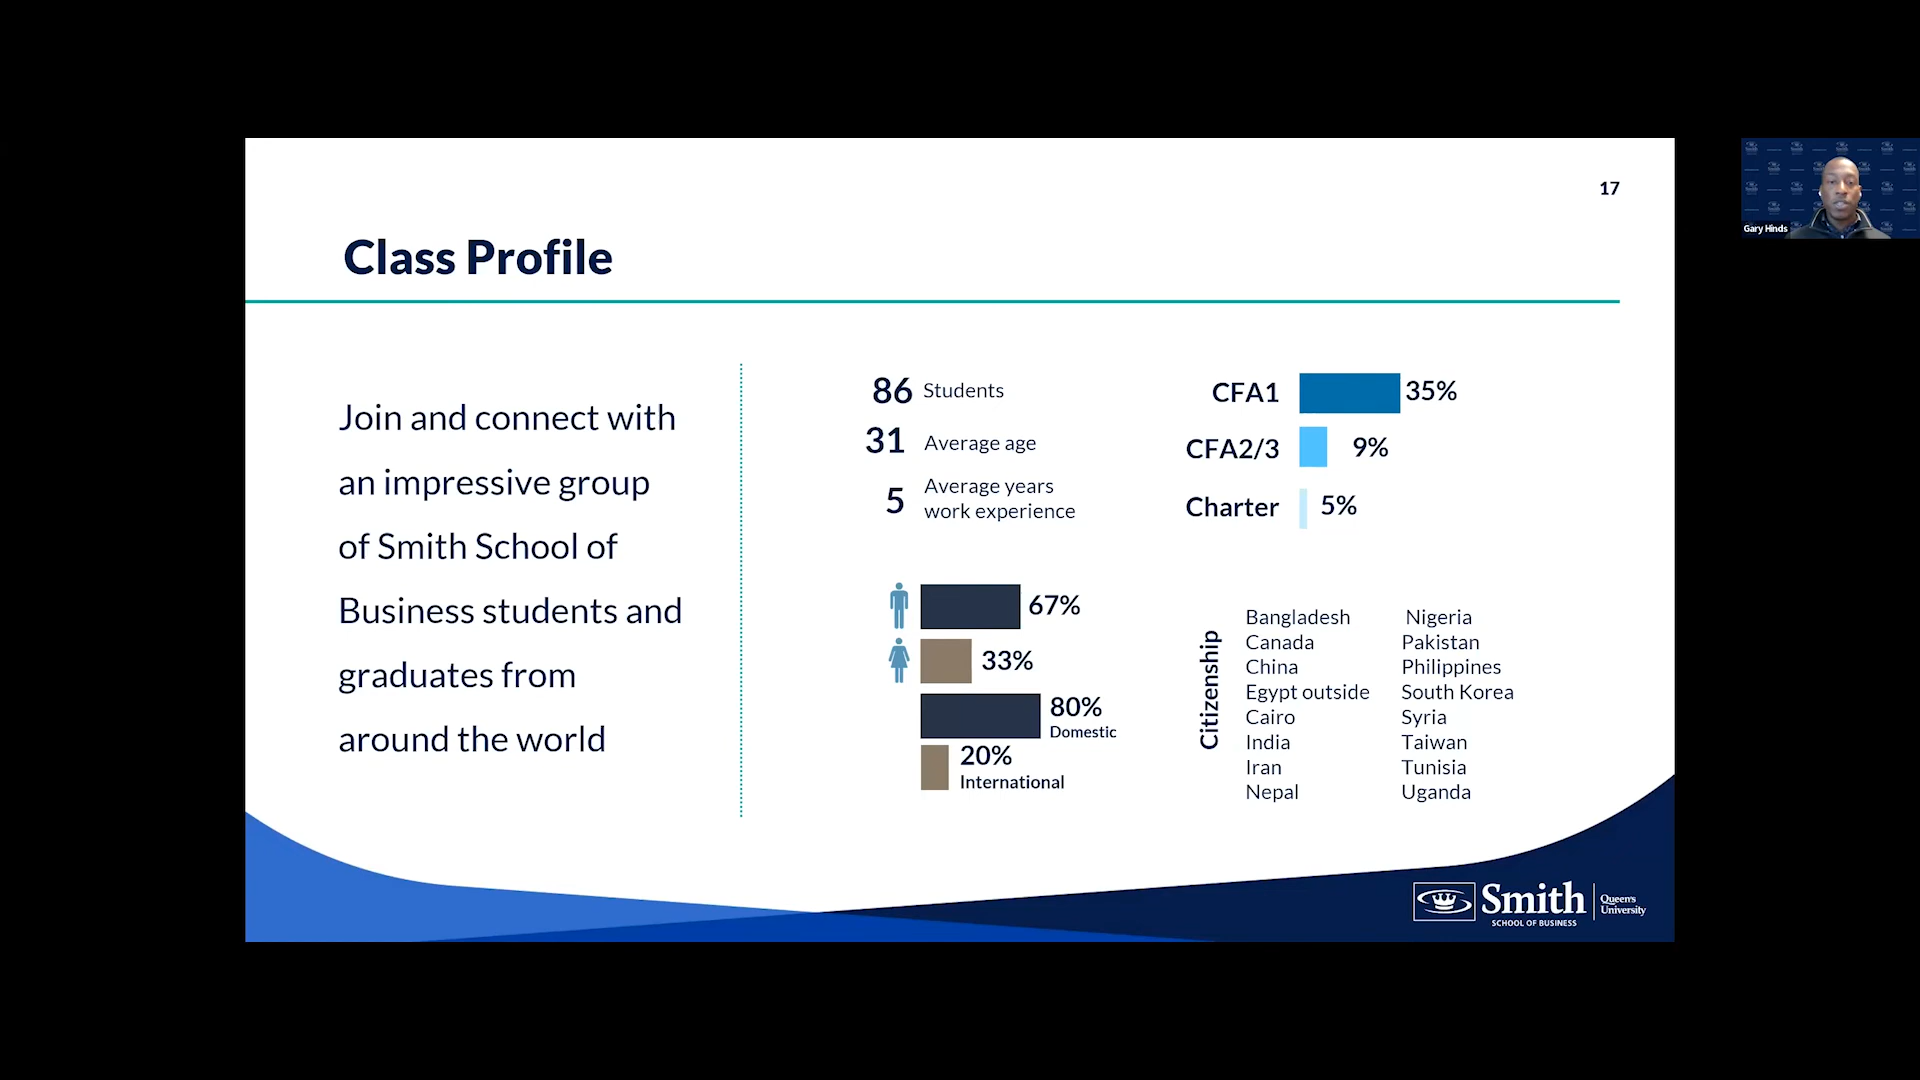 17
Gary Hinds
Class Profile
Join and connect with
an impressive group
of Smith School of
Business students and
graduates from
around the world
86 Students
31 Average age
5 Average years
work experience
67%
33%
80%
Domestic
20%
International
CFA1 35%
CFA2/3 9%
Charter 5%
Citizenship
Bangladesh
Canada
China
Egypt outside
Cairo
India
Iran
Nepal
Nigeria
Pakistan
Philippines
South Korea
Syria
Taiwan
Tunisia
Uganda
Smith
SCHOOL OF BUSINESS
Queen's
University